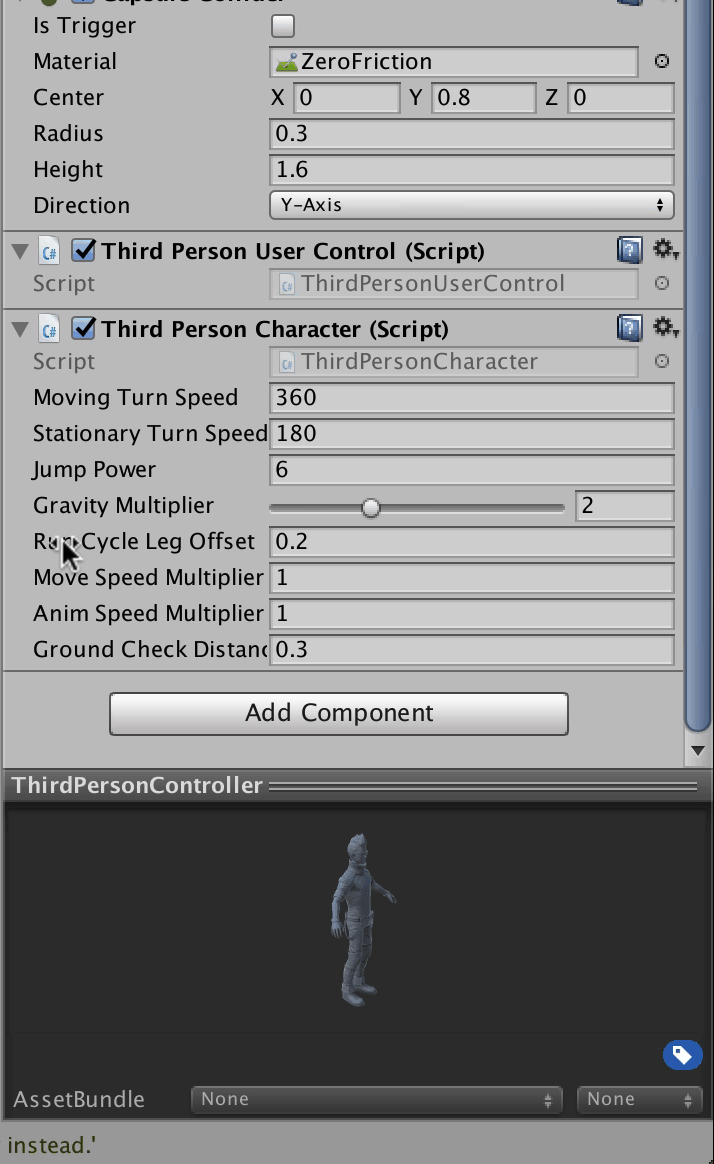 Capsule Collider
Is Trigger
Material ZeroFriction
Center X 0 Y 0.8 Z 0
Radius 0.3
Height 1.6
Direction Y-Axis
C# Third Person User Control (Script) ?
Script C# ThirdPersonUserControl
C# Third Person Character (Script) ?
Script C# ThirdPersonCharacter
Moving Turn Speed 360
Stationary Turn Speed 180
Jump Power 6
Gravity Multiplier 2
Run Cycle Leg Offset 0.2
Move Speed Multiplier 1
Anim Speed Multiplier 1
Ground Check Distanc 0.3
Add Component
ThirdPersonController
AssetBundle None None
instead.'